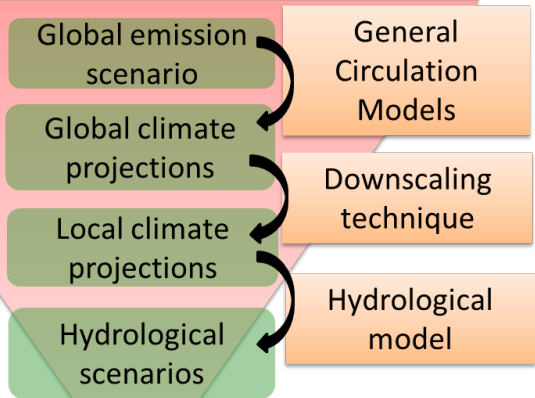 Global emission
scenario
General
Circulation
Models
Global climate
projections
Downscaling
technique
Local climate
projections
Hydrological
model
Hydrological
scenarios